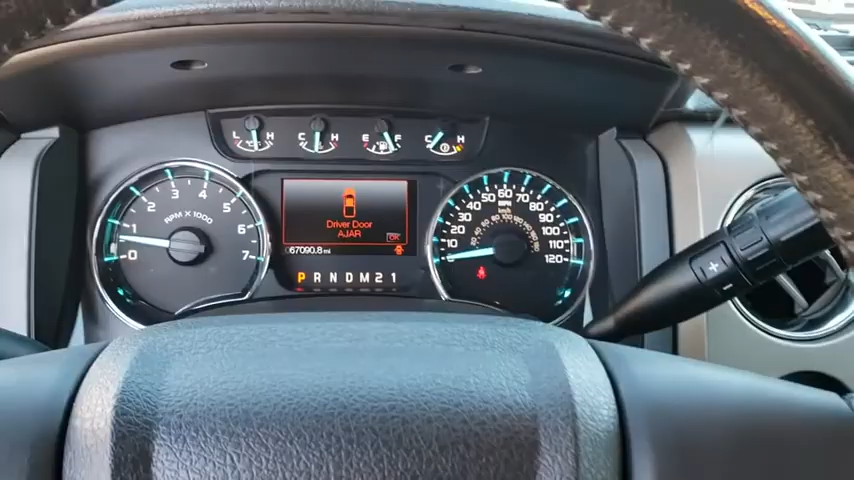 L H
C H
E F
C H
RPM X 1000
0 1 2 3 4 5 6 7
Driver Door
AJAR
OK
67090.8 mi
P R N D M 2 1
MPH
km/h
10 20 30 40 50 60 70 80 90 100 110 120
+
-